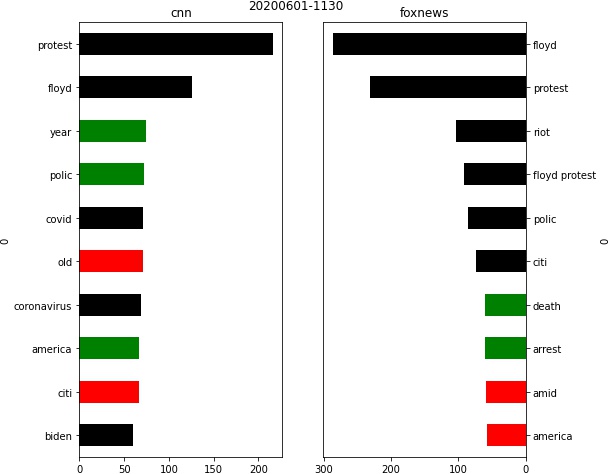 20200601-1130
cnn
foxnews
protest
floyd
year
polic
covid
old
coronavirus
america
citi
biden
0
0 50 100 150 200
floyd
protest
riot
floyd protest
polic
citi
death
arrest
amid
america
0
300 200 100 0